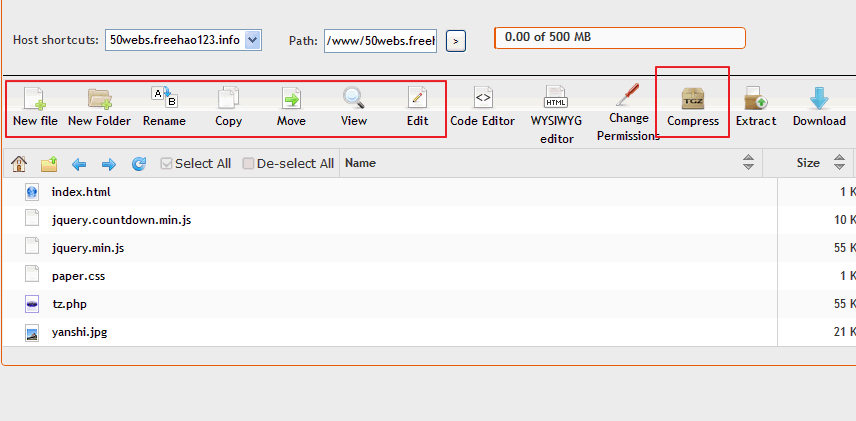 Host shortcuts: 50webs.freehao123.info Path: /www/50webs.freel > 0.00 of 500 MB
A B <> HTML TGZ
New file New Folder Rename Copy Move View Edit Code Editor WYSIWYG editor Change Permissions Compress Extract Download
Select All De-select All Name Size
index.html 1 K
jquery.countdown.min.js 10 K
jquery.min.js 55 K
paper.css 1 K
tz.php 55 K
yanshi.jpg 21 K